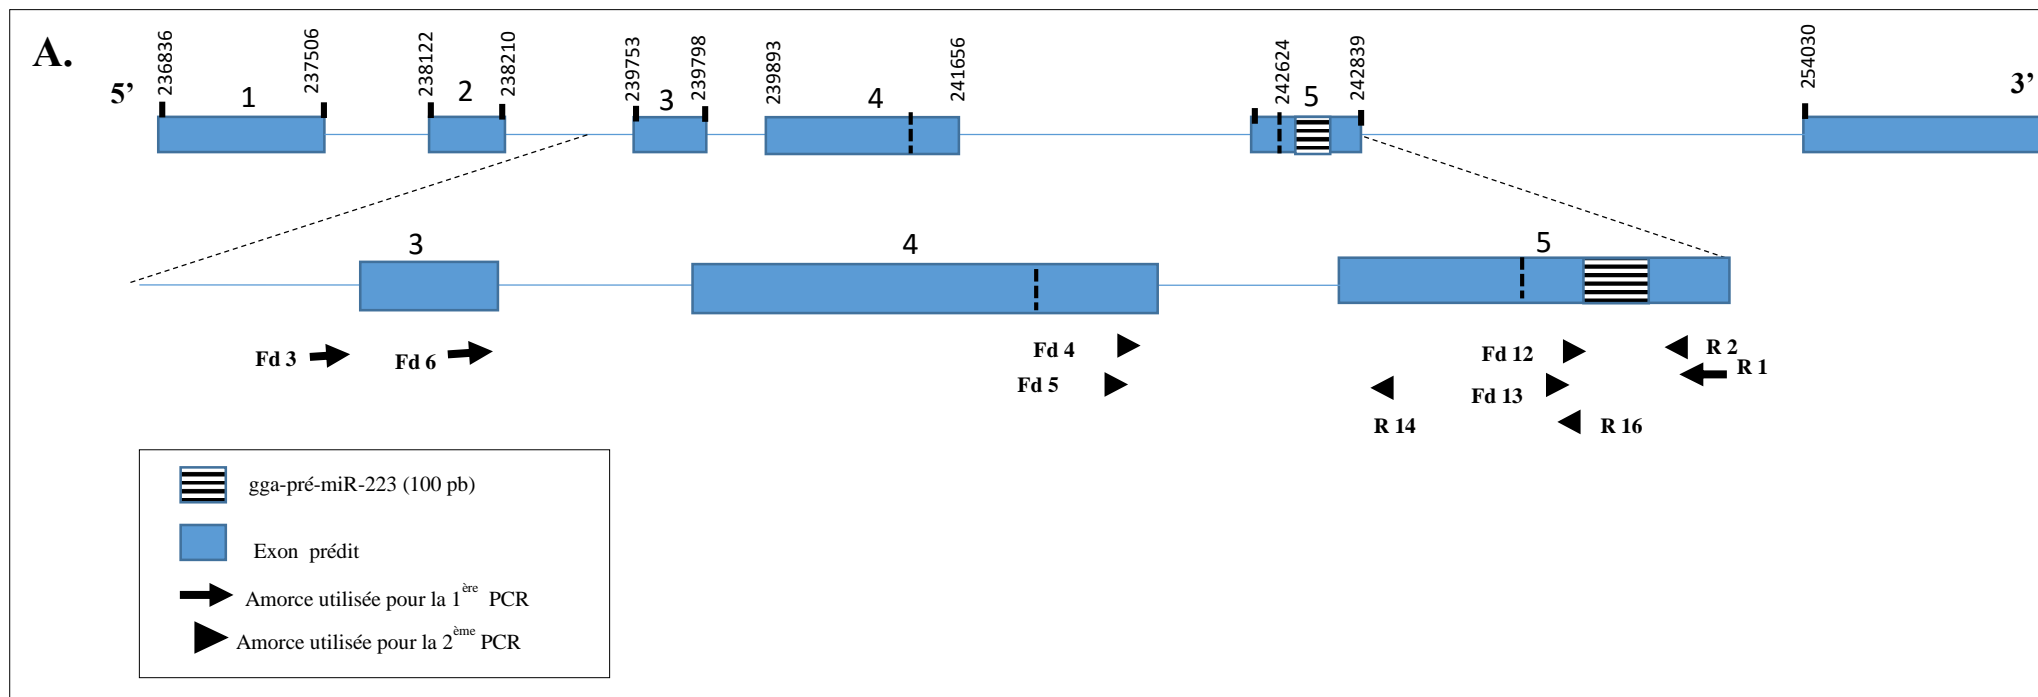 A.
5’
236836
1
237506
238122
2
238210
239753
3
239798
239893
4
241656
242624
5
242839
254030
3’
3
4
5
Fd 3
Fd 6
Fd 4
Fd 5
Fd 12
R 2
R 1
Fd 13
R 14
R 16
gga-pré-miR-223 (100 pb)
Exon prédit
Amorce utilisée pour la 1ère PCR
Amorce utilisée pour la 2ème PCR